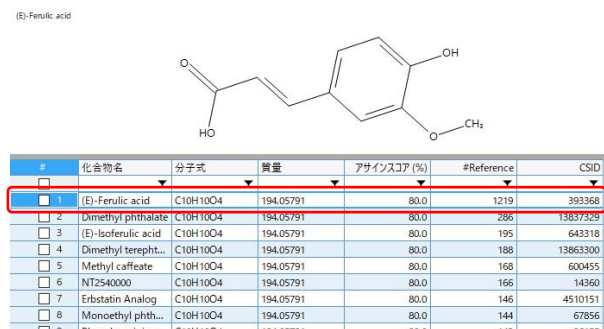 (E)-Ferulic acid
O
OH
HO
O
CH₃
# 化合物名 分子式 質量 アサインスコア (%) #Reference CSID
1 (E)-Ferulic acid C10H10O4 194.05791 80.0 1219 393368
2 Dimethyl phthalate C10H10O4 194.05791 80.0 286 13837329
3 (E)-Isoferulic acid C10H10O4 194.05791 80.0 195 643318
4 Dimethyl terepht... C10H10O4 194.05791 80.0 188 13863300
5 Methyl caffeate C10H10O4 194.05791 80.0 168 600455
6 NT2540000 C10H10O4 194.05791 80.0 166 14360
7 Erbstatin Analog C10H10O4 194.05791 80.0 146 4510151
8 Monoethyl phth... C10H10O4 194.05791 80.0 144 67856